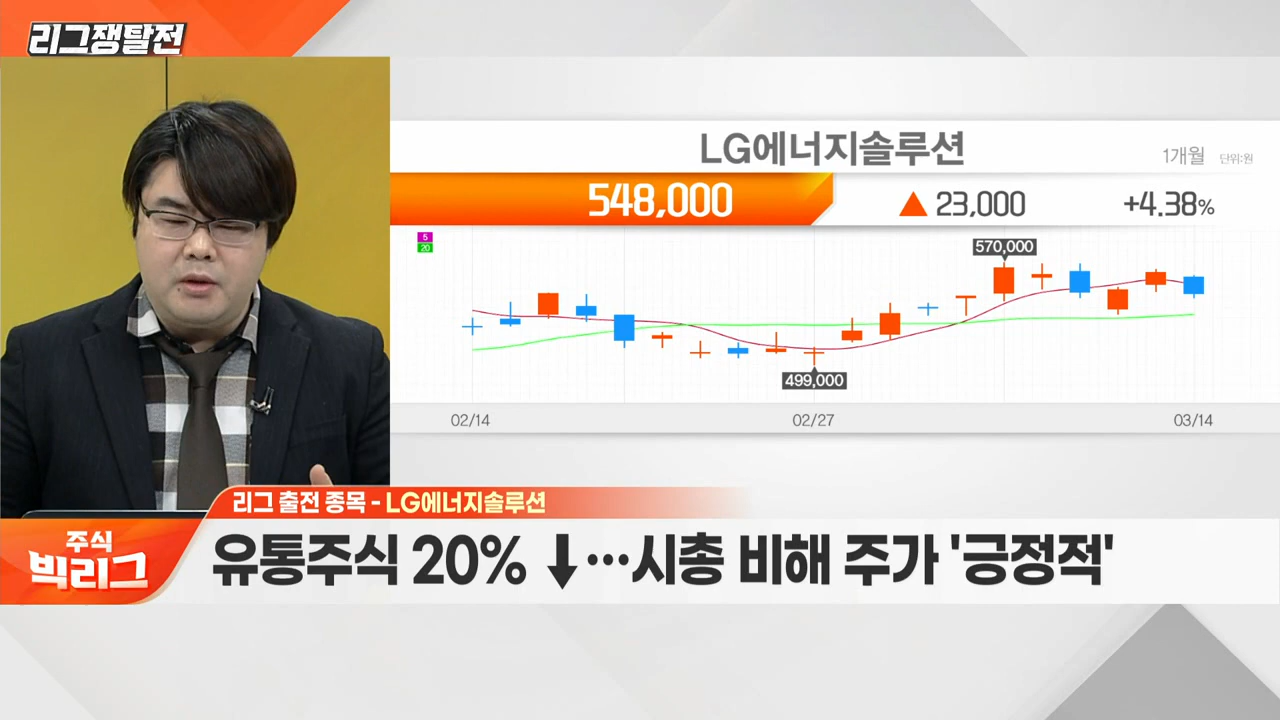 리그쟁탈전
LG에너지솔루션
1개월 단위:원
548,000 ▲ 23,000 +4.38%
5
20
570,000
499,000
02/14 02/27 03/14
리그 출전 종목 - LG에너지솔루션
주식
빅리그
유통주식 20% ↓…시총 비해 주가 '긍정적'